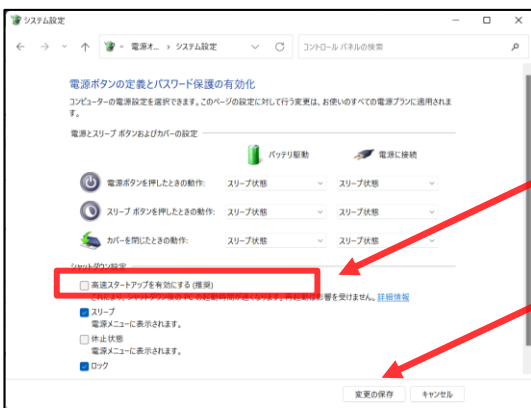 システム設定
電源オ... システム設定
コントロール パネルの検索
電源ボタンの定義とパスワード保護の有効化
コンピューターの電源設定を選択できます。このページの設定に対して行う変更は、お使いのすべての電源プランに適用されま
す。
電源とスリープ ボタンおよびカバーの設定
バッテリ駆動 電源に接続
電源ボタンを押したときの動作: スリープ状態 スリープ状態
スリープ ボタンを押したときの動作: スリープ状態 スリープ状態
カバーを閉じたときの動作: スリープ状態 スリープ状態
シャットダウン設定
高速スタートアップを有効にする (推奨)
これにより、シャットダウン後の PC の起動時間が速くなります。再起動は影響を受けません。詳細情報
スリープ
電源メニューに表示されます。
休止状態
電源メニューに表示されます。
ロック
変更の保存 キャンセル